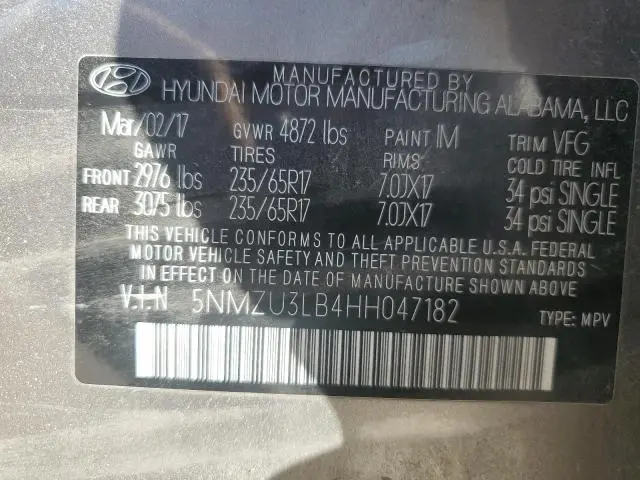 MANUFACTURED BY
HYUNDAI MOTOR MANUFACTURING ALABAMA, LLC
Mar/02/17 GVWR 4872 lbs PAINT IM TRIM VFG
GAWR TIRES RIMS: COLD TIRE INFL
FRONT 2976 lbs 235/65R17 7.0JX17 34 psi SINGLE
REAR 3075 lbs 235/65R17 7.0JX17 34 psi SINGLE
THIS VEHICLE CONFORMS TO ALL APPLICABLE U.S.A. FEDERAL
MOTOR VEHICLE SAFETY AND THEFT PREVENTION STANDARDS
IN EFFECT ON THE DATE OF MANUFACTURE SHOWN ABOVE
V.I.N 5NMZU3LB4HH047182 TYPE: MPV